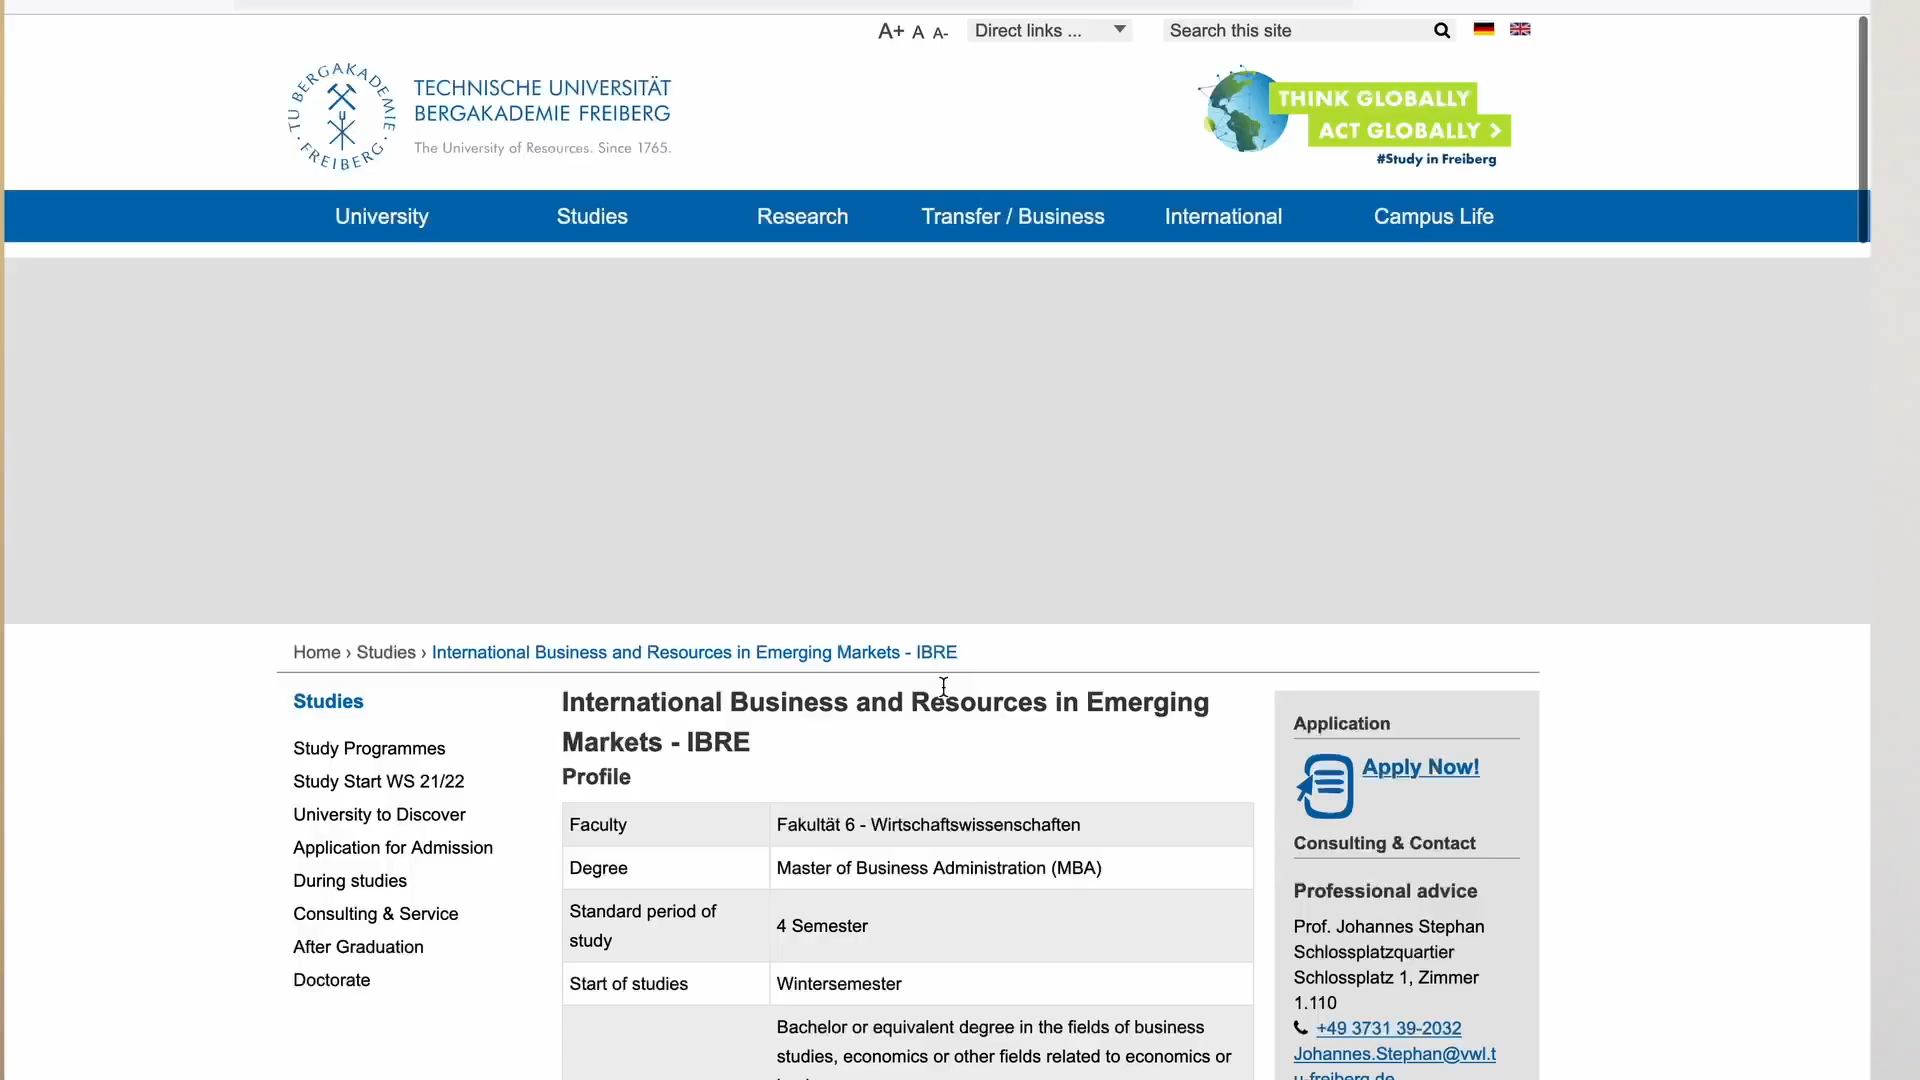 A+ A A-
Direct links ...
Search this site
TU BERGAKADEMIE
· FREIBERG ·
TECHNISCHE UNIVERSITÄT
BERGAKADEMIE FREIBERG
The University of Resources. Since 1765.
THINK GLOBALLY
ACT GLOBALLY >
#Study in Freiberg
University
Studies
Research
Transfer / Business
International
Campus Life
Home › Studies › International Business and Resources in Emerging Markets - IBRE
Studies
Study Programmes
Study Start WS 21/22
University to Discover
Application for Admission
During studies
Consulting & Service
After Graduation
Doctorate
International Business and Resources in Emerging
Markets - IBRE
Profile
Faculty
Fakultät 6 - Wirtschaftswissenschaften
Degree
Master of Business Administration (MBA)
Standard period of
study
4 Semester
Start of studies
Wintersemester
Bachelor or equivalent degree in the fields of business
studies, economics or other fields related to economics or
Application
Apply Now!
Consulting & Contact
Professional advice
Prof. Johannes Stephan
Schlossplatzquartier
Schlossplatz 1, Zimmer
1.110
+49 3731 39-2032
Johannes.Stephan@vwl.t
u-freiberg.de